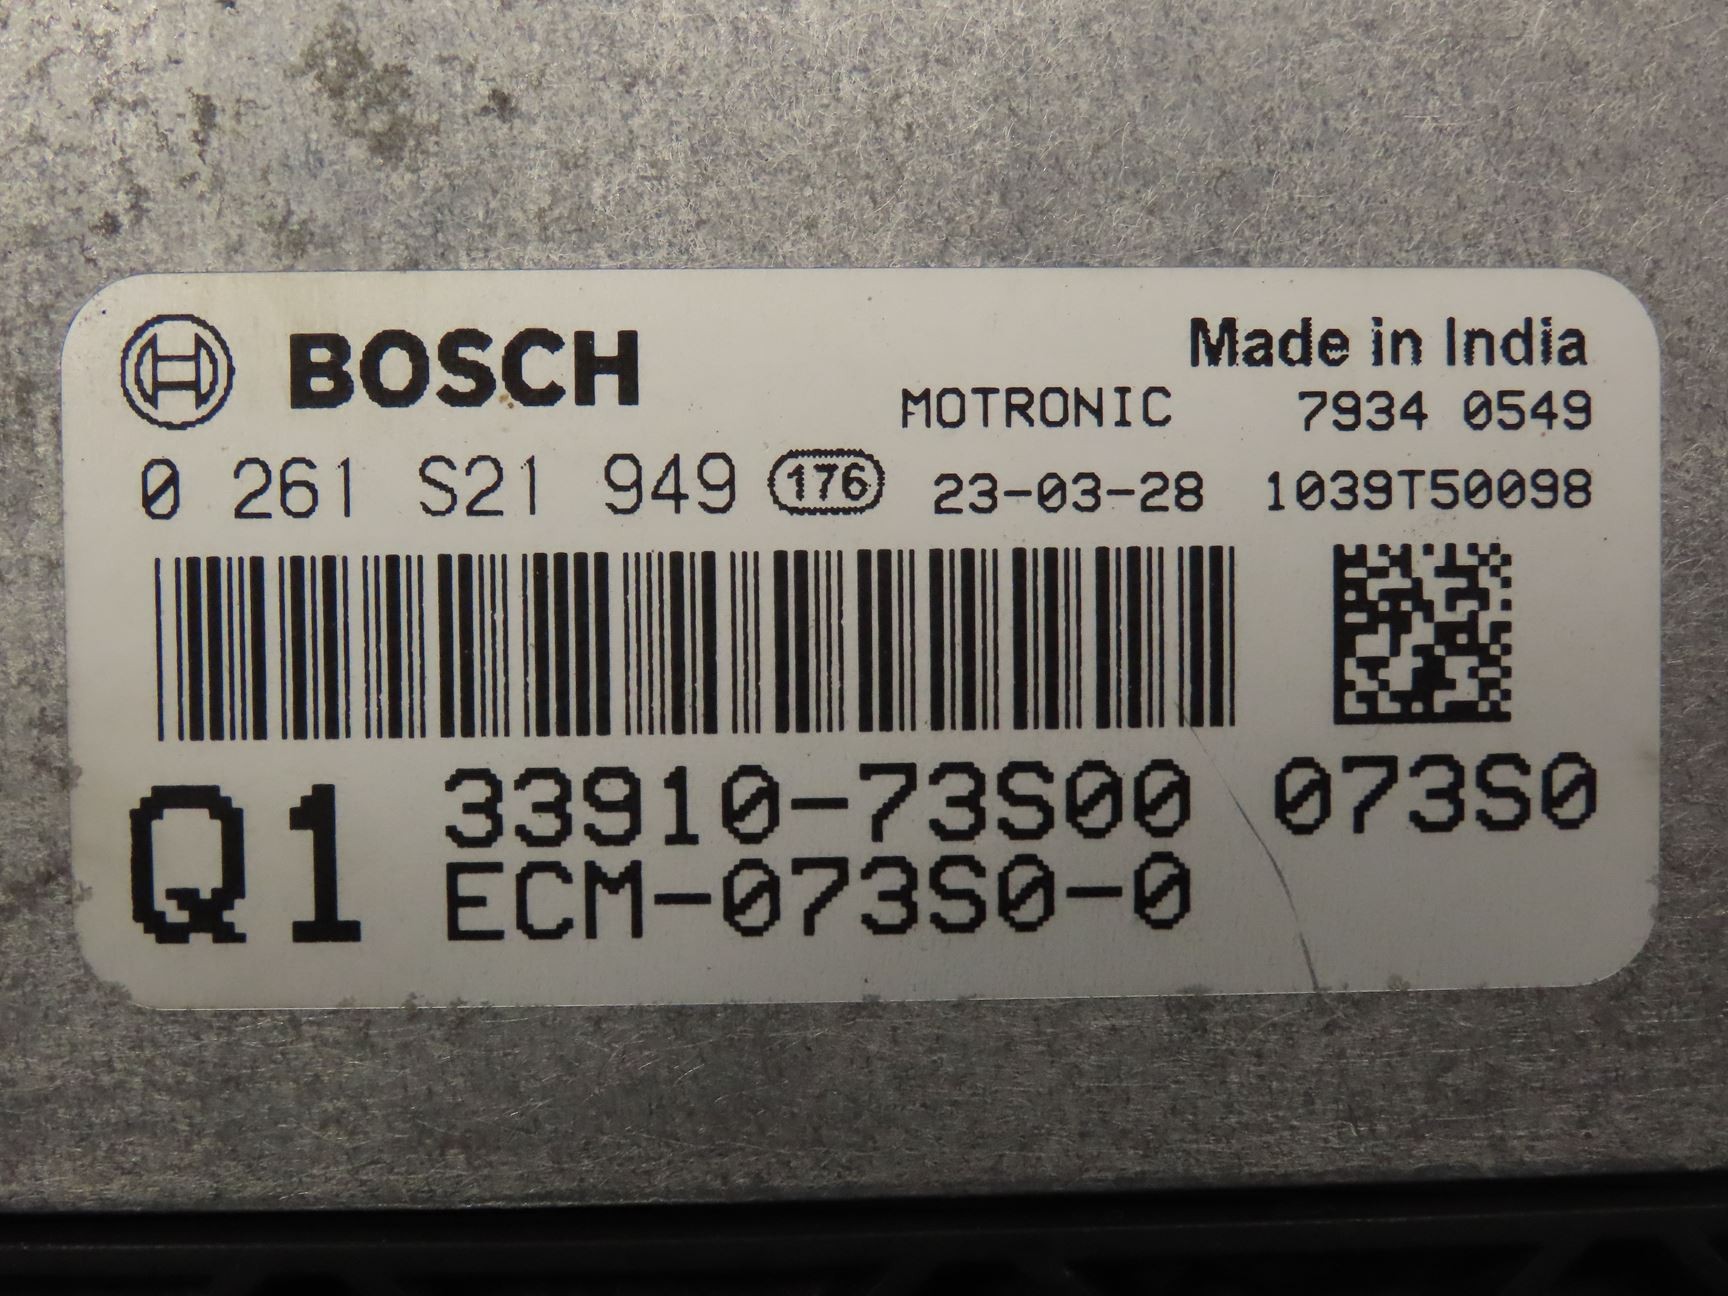 BOSCH
Made in India
MOTRONIC 7934 0549
0 261 S21 949 176 23-03-28 1039T50098
Q1 33910-73S00 073S0
ECM-073S0-0